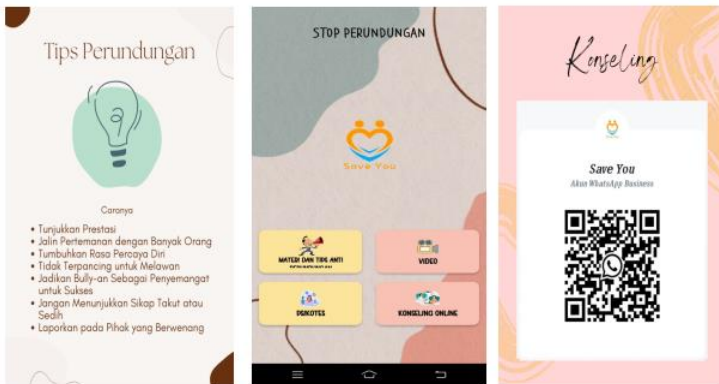 Tips Perundungan
Caranya
• Tunjukkan Prestasi
• Jalin Pertemanan dengan Banyak Orang
• Tumbuhkan Rasa Percaya Diri
• Tidak Terpancing untuk Melawan
• Jadikan Bully-an Sebagai Penyemangat
untuk Sukses
• Jangan Menunjukkan Sikap Takut atau
Sedih
• Laporkan pada Pihak yang Berwenang
STOP PERUNDUNGAN
Save You
MATERI DAN TIPS ANTI
VIDEO
PSIKOTES
KONSELING ONLINE
Konseling
Save You
Akun WhatsApp Business